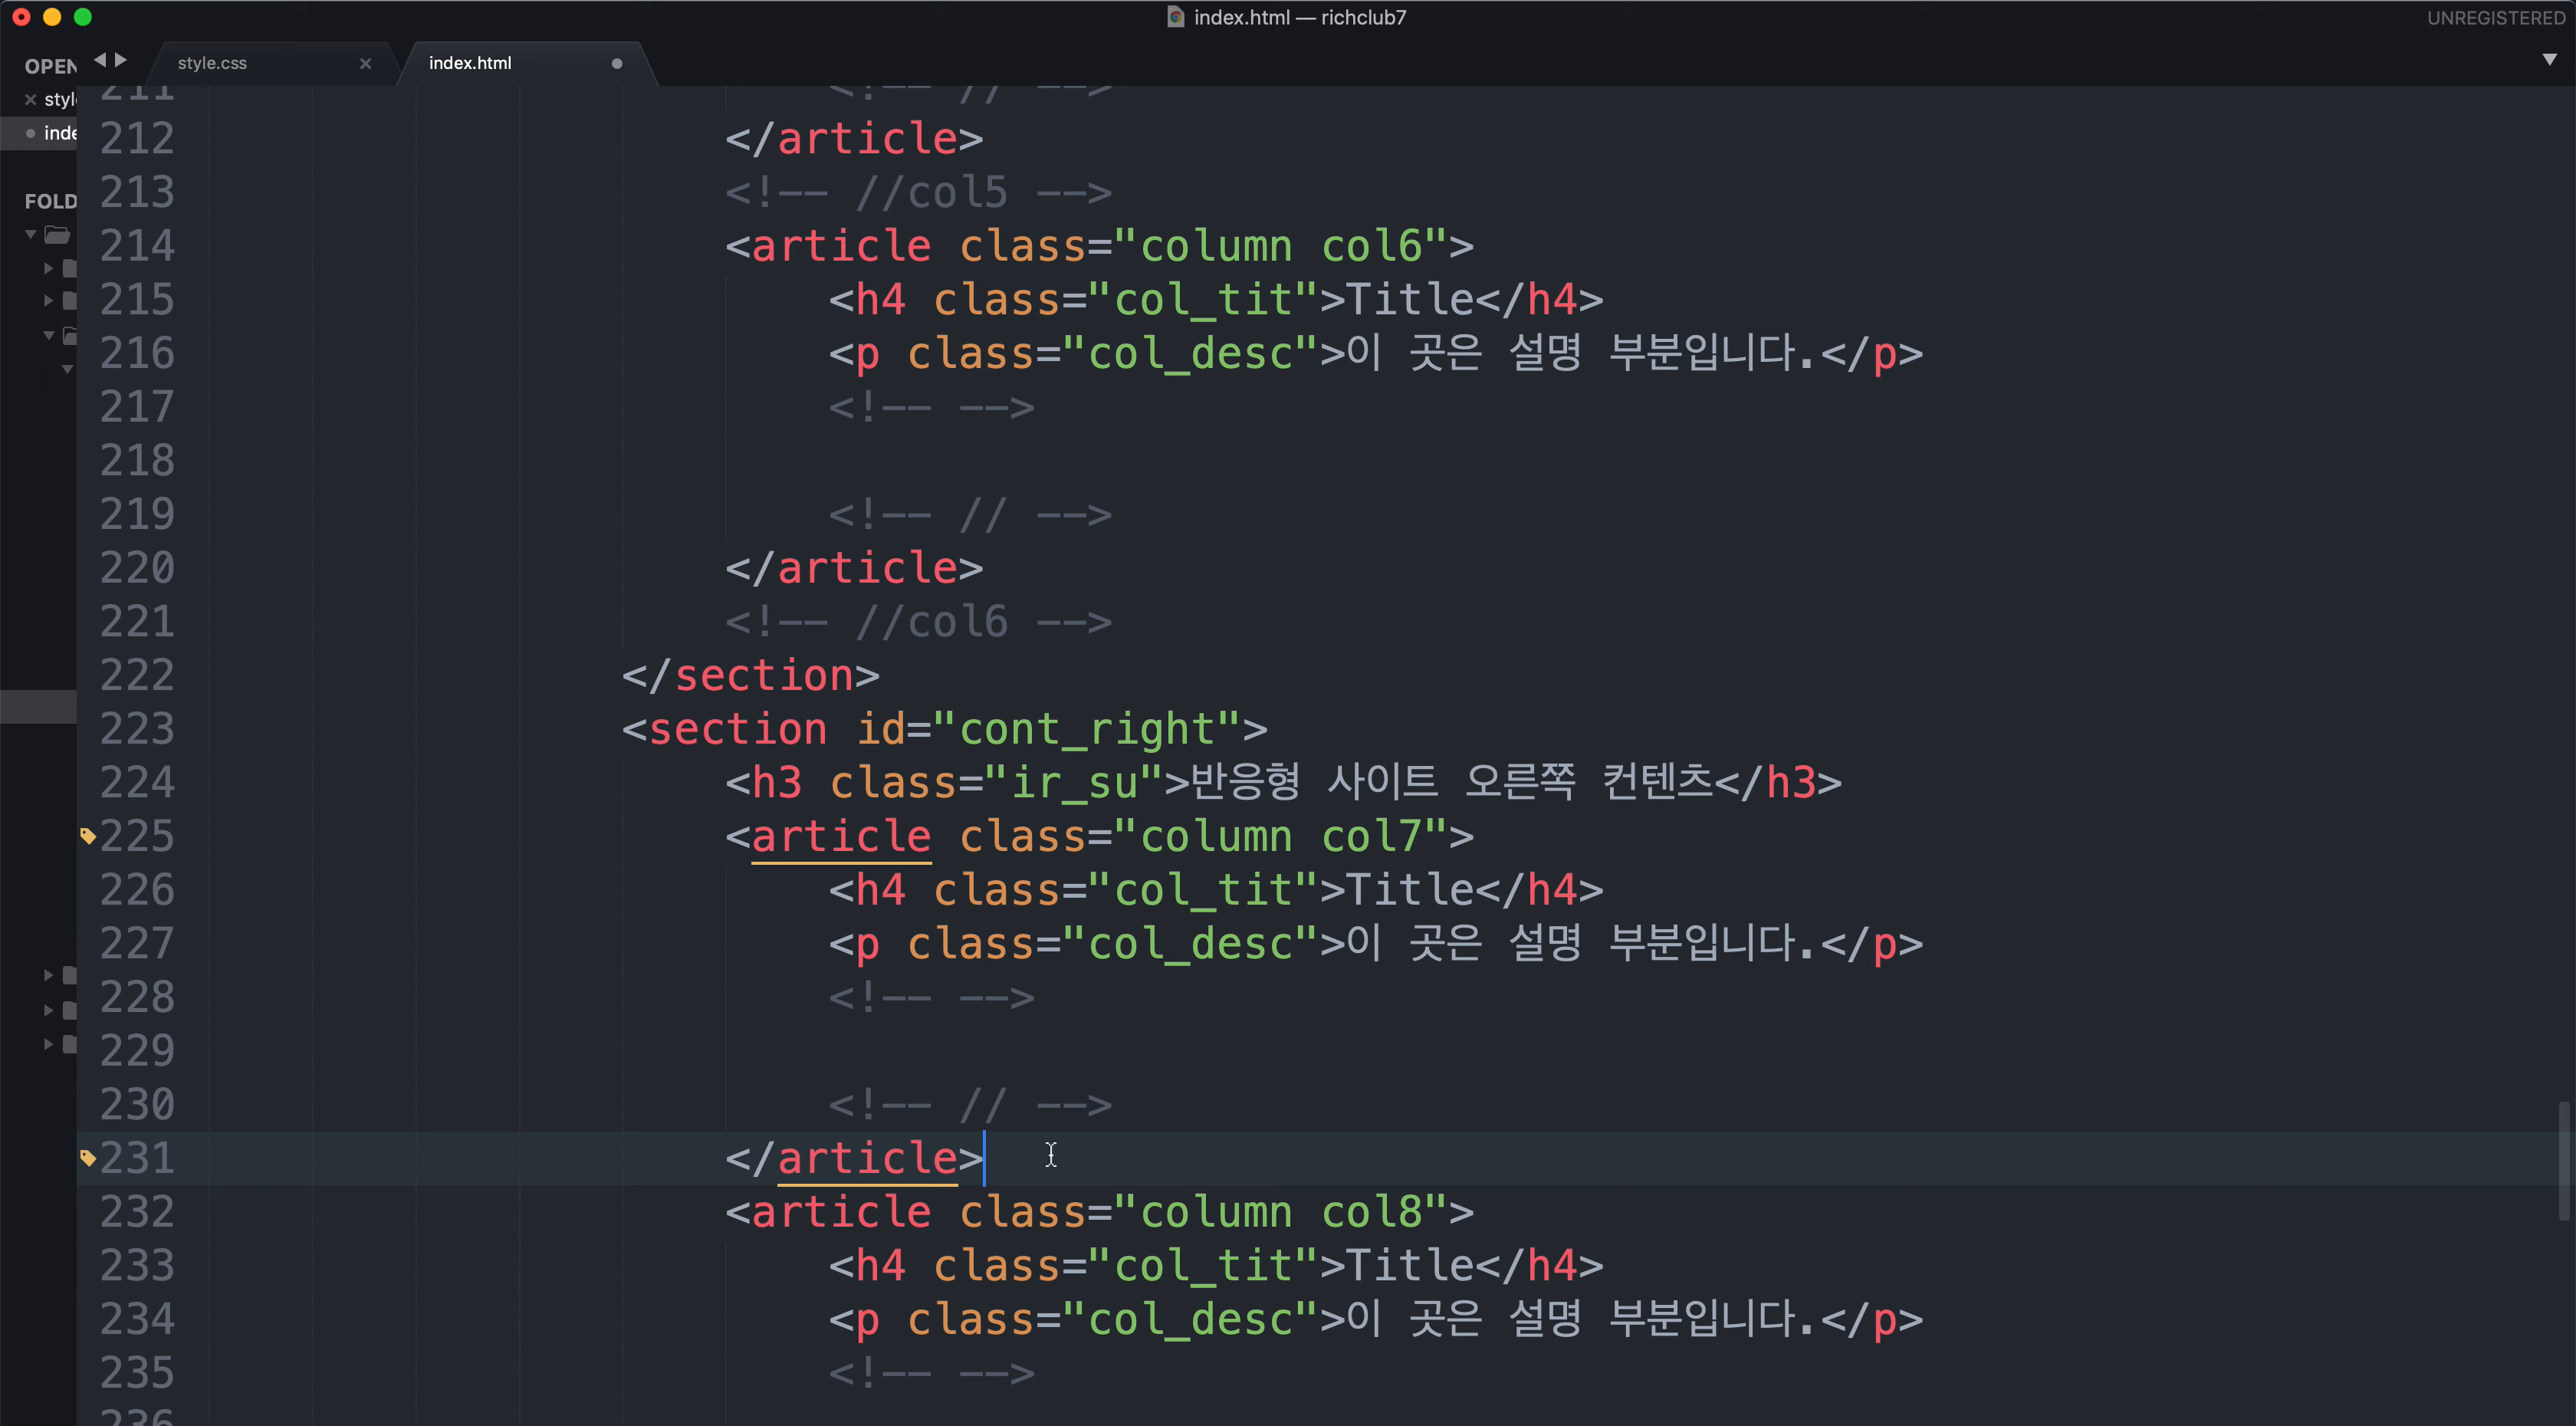 index.html — richclub7
UNREGISTERED
OPEN
style.css
index.html
FOLD
211 <!-- // -->
212 </article>
213 <!-- //col5 -->
214 <article class="column col6">
215 <h4 class="col_tit">Title</h4>
216 <p class="col_desc">이 곳은 설명 부분입니다.</p>
217 <!-- -->
218
219 <!-- // -->
220 </article>
221 <!-- //col6 -->
222 </section>
223 <section id="cont_right">
224 <h3 class="ir_su">반응형 사이트 오른쪽 컨텐츠</h3>
225 <article class="column col7">
226 <h4 class="col_tit">Title</h4>
227 <p class="col_desc">이 곳은 설명 부분입니다.</p>
228 <!-- -->
229
230 <!-- // -->
231 </article>
232 <article class="column col8">
233 <h4 class="col_tit">Title</h4>
234 <p class="col_desc">이 곳은 설명 부분입니다.</p>
235 <!-- -->
236